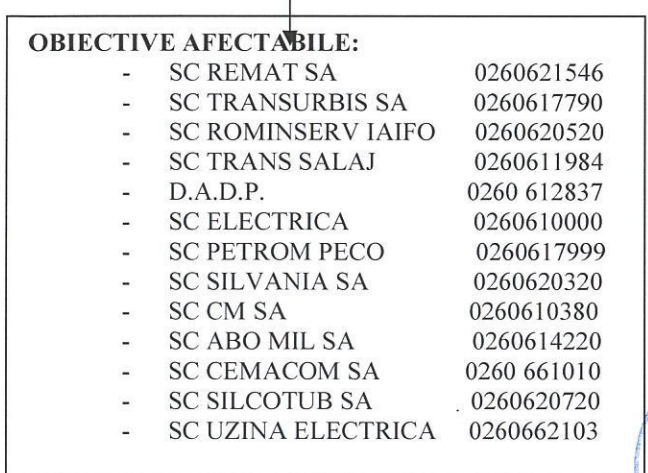 OBIECTIVE AFECTABILE:
- SC REMAT SA 0260621546
- SC TRANSURBIS SA 0260617790
- SC ROMINSERV IAIFO 0260620520
- SC TRANS SALAJ 0260611984
- D.A.D.P. 0260 612837
- SC ELECTRICA 0260610000
- SC PETROM PECO 0260617999
- SC SILVANIA SA 0260620320
- SC CM SA 0260610380
- SC ABO MIL SA 0260614220
- SC CEMACOM SA 0260 661010
- SC SILCOTUB SA 0260620720
- SC UZINA ELECTRICA 0260662103